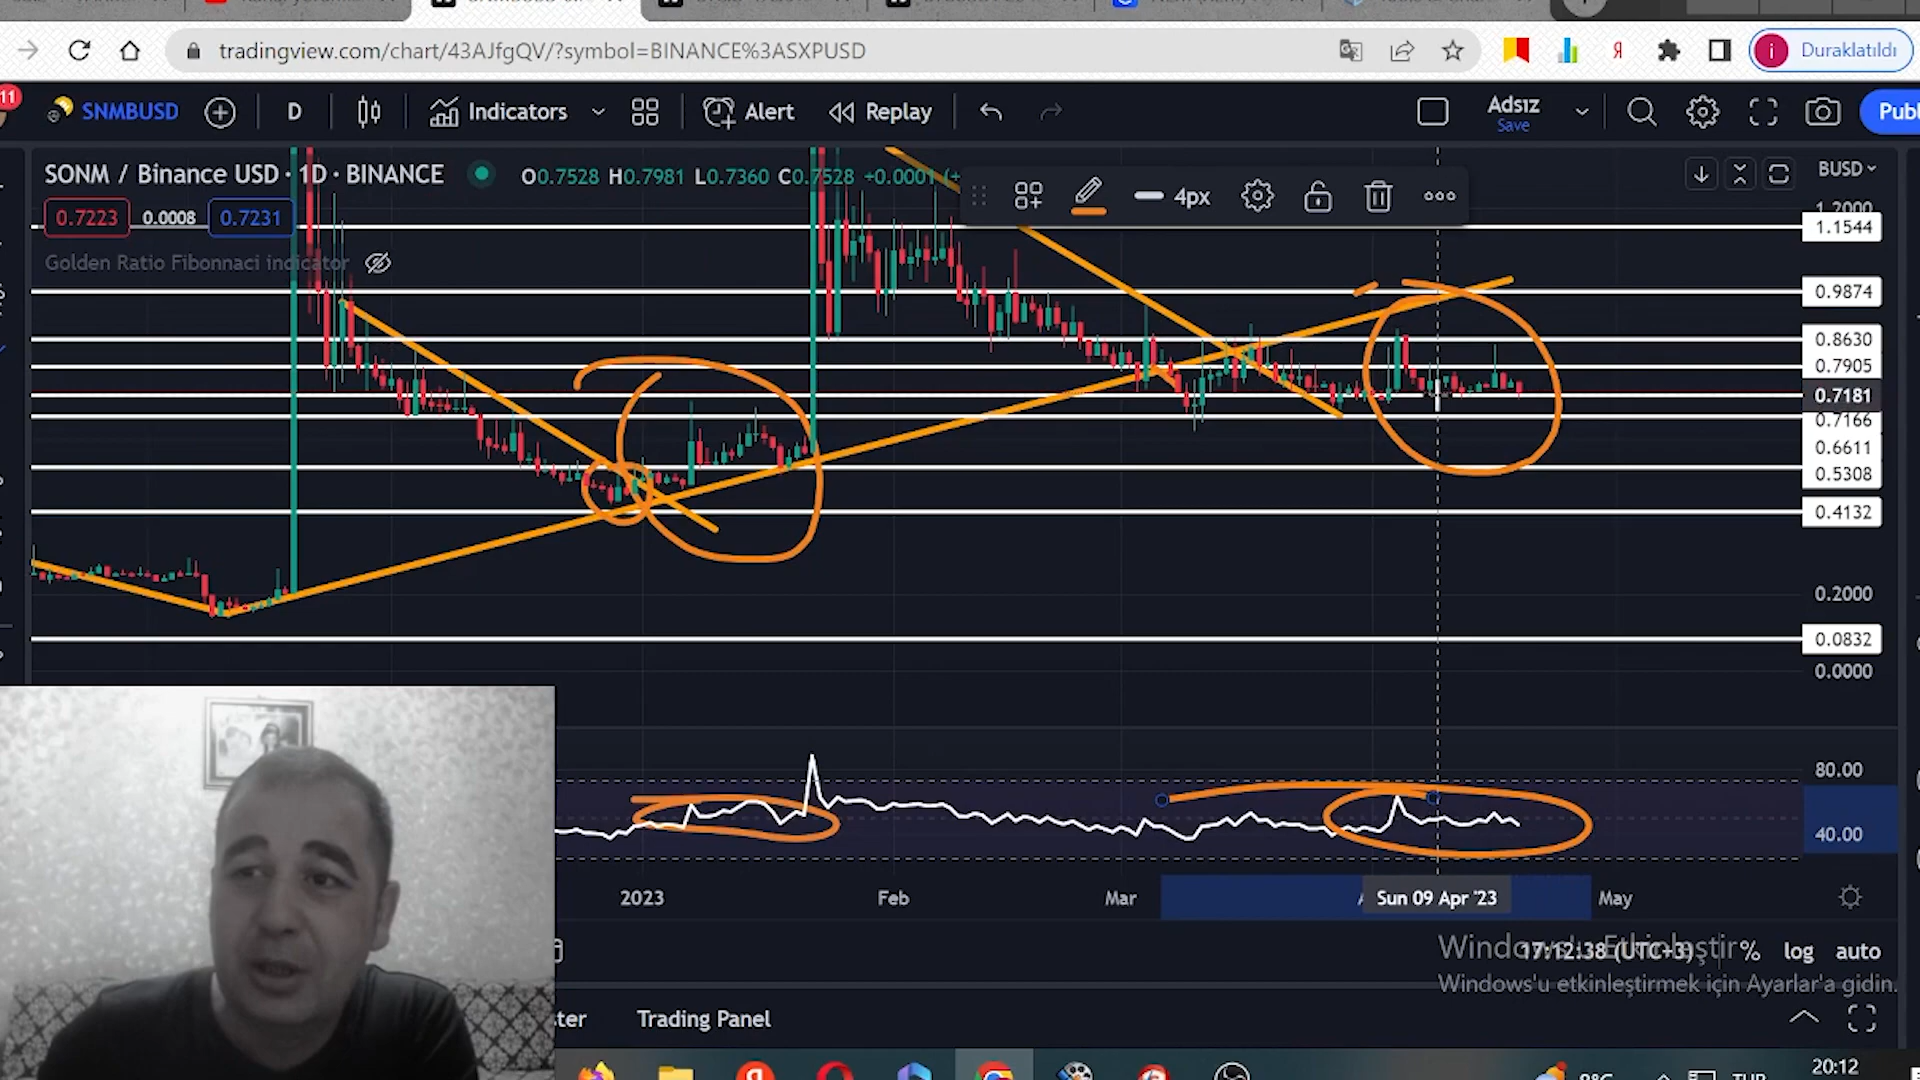 tradingview.com/chart/43AJfgQV/?symbol=BINANCE%3ASXPUSD
Duraklatıldı
11
SNMBUSD
D
Indicators
Alert
Replay
Adsız
Save
Publ
SONM / Binance USD · 1D · BINANCE
O0.7528 H0.7981 L0.7360 C0.7528 +0.0001 (+
4px
BUSD
0.7223
0.0008
0.7231
Golden Ratio Fibonnaci indicator
1.2000
1.1544
0.9874
0.8630
0.7905
0.7181
0.7166
0.6611
0.5308
0.4132
0.2000
0.0832
0.0000
80.00
40.00
2023
Feb
Mar
Sun 09 Apr '23
May
17:12:38 (UTC+3)
%
log
auto
Windows'u Etkinleştir
Windows'u etkinleştirmek için Ayarlar'a gidin.
ster
Trading Panel
20:12
TUR